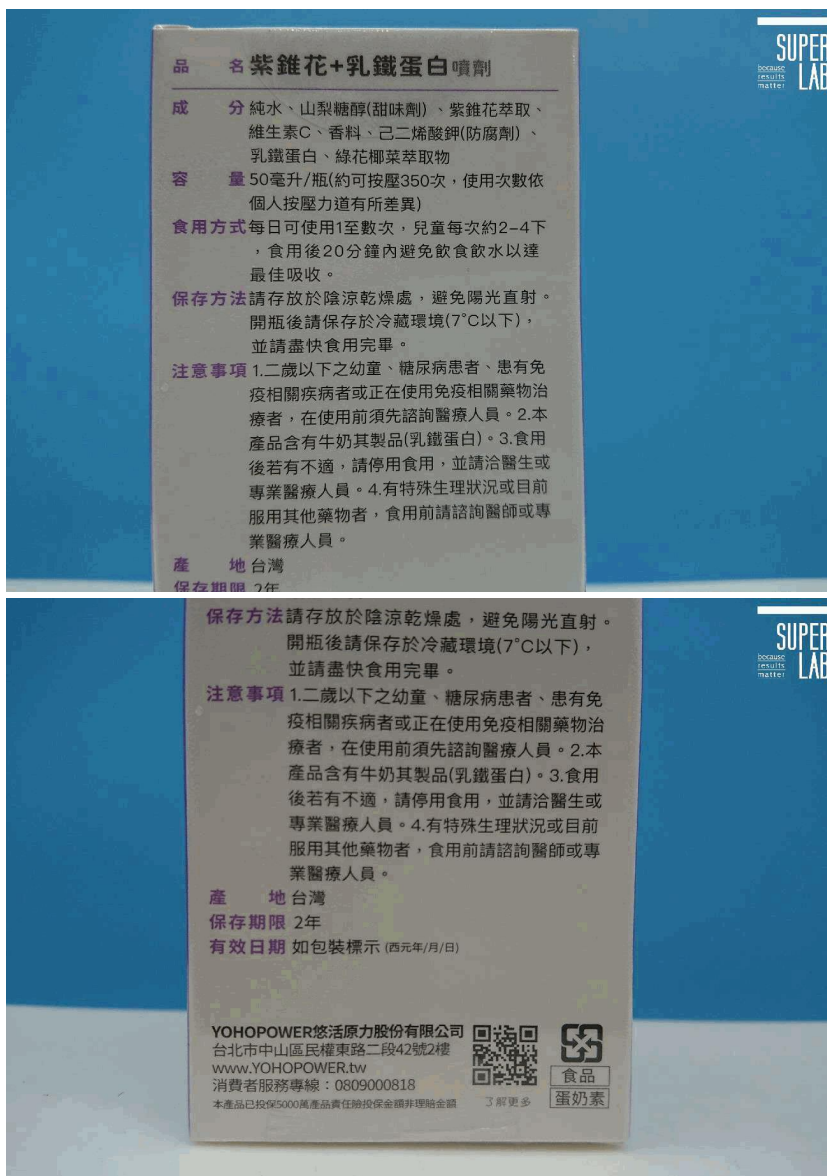 SUPER
LAB
because
results
matter
品 名 紫錐花+乳鐵蛋白噴劑
成 分 純水、山梨糖醇(甜味劑)、紫錐花萃取、
維生素C、香料、己二烯酸鉀(防腐劑)、
乳鐵蛋白、綠花椰菜萃取物
容 量 50毫升/瓶(約可按壓350次，使用次數依
個人按壓力道有所差異)
食用方式 每日可使用1至數次，兒童每次約2-4下
，食用後20分鐘內避免飲食飲水以達
最佳吸收。
保存方法 請存放於陰涼乾燥處，避免陽光直射。
開瓶後請保存於冷藏環境(7°C以下)，
並請盡快食用完畢。
注意事項 1.二歲以下之幼童、糖尿病患者、患有免
疫相關疾病者或正在使用免疫相關藥物治
療者，在使用前須先諮詢醫療人員。2.本
產品含有牛奶其製品(乳鐵蛋白)。3.食用
後若有不適，請停用食用，並請洽醫生或
專業醫療人員。4.有特殊生理狀況或目前
服用其他藥物者，食用前請諮詢醫師或專
業醫療人員。
產 地 台灣
保存期限 2年
SUPER
LAB
because
results
matter
保存方法 請存放於陰涼乾燥處，避免陽光直射。
開瓶後請保存於冷藏環境(7°C以下)，
並請盡快食用完畢。
注意事項 1.二歲以下之幼童、糖尿病患者、患有免
疫相關疾病者或正在使用免疫相關藥物治
療者，在使用前須先諮詢醫療人員。2.本
產品含有牛奶其製品(乳鐵蛋白)。3.食用
後若有不適，請停用食用，並請洽醫生或
專業醫療人員。4.有特殊生理狀況或目前
服用其他藥物者，食用前請諮詢醫師或專
業醫療人員。
產 地 台灣
保存期限 2年
有效日期 如包裝標示 (西元年/月/日)
YOHOPOWER悠活原力股份有限公司
台北市中山區民權東路二段42號2樓
www.YOHOPOWER.tw
消費者服務專線：0809000818
本產品已投保5000萬產品責任險投保金額非理賠金額
了解更多
食品
蛋奶素